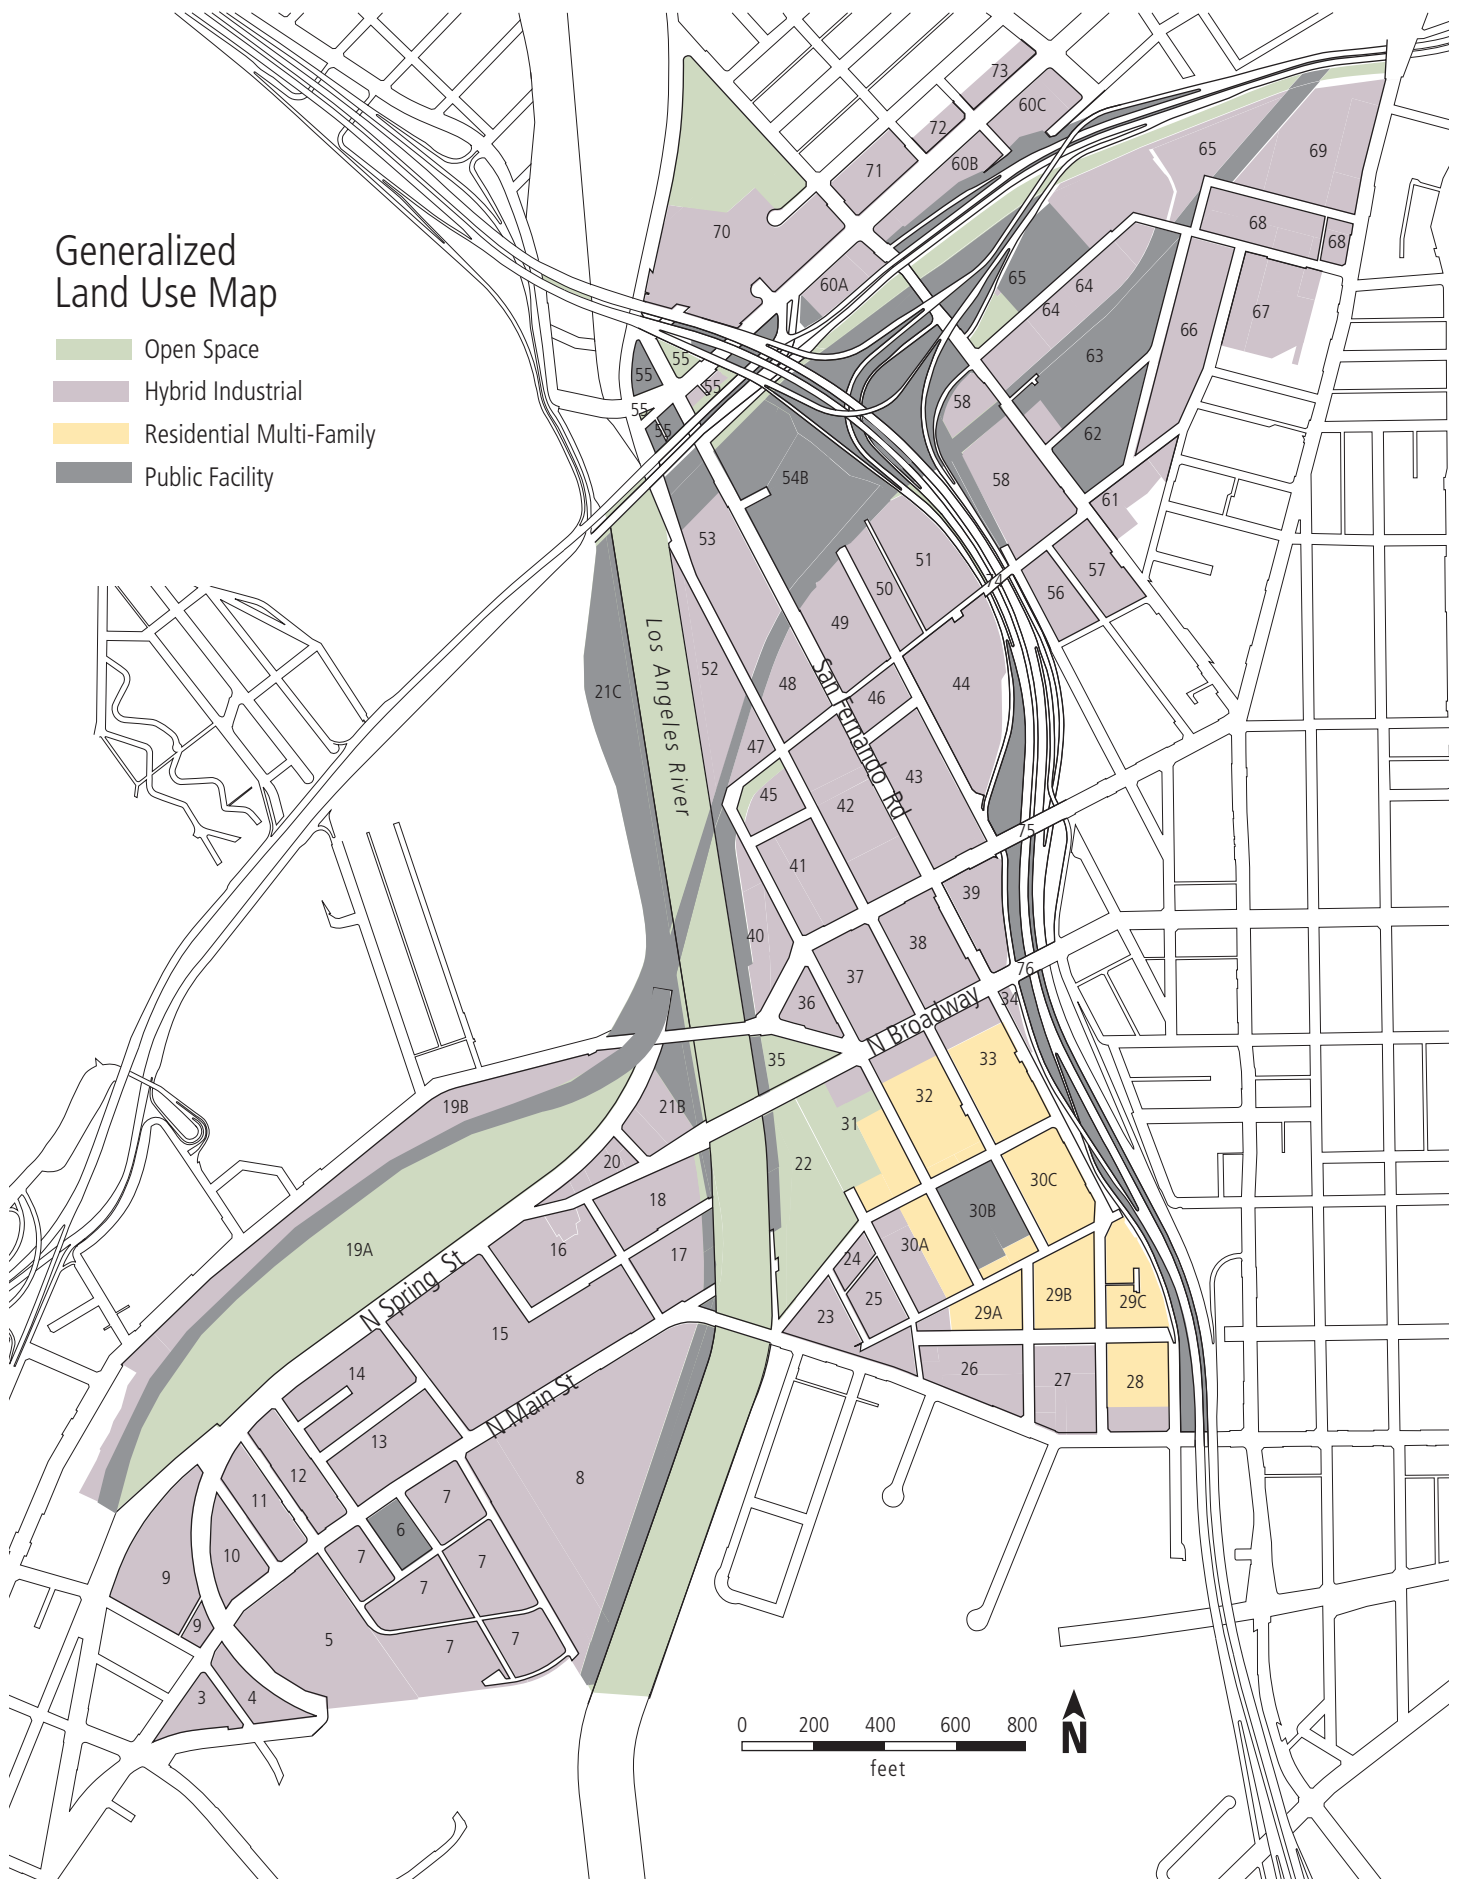 Generalized
Land Use Map
Open Space
Hybrid Industrial
Residential Multi-Family
Public Facility
73
60C
72
60B
71
65
69
70
68
68
60A
65
64
64
67
66
63
55
55
55
55
55
58
62
54B
58
61
53
51
74
57
50
56
49
Los Angeles River
52
San Fernando Rd
48
46
44
21C
47
43
45
42
75
41
39
40
38
76
37
36
34
N Broadway
35
33
32
19B
21B
31
22
20
30C
18
30B
19A
16
17
24
30A
N Spring St
25
29B
29C
23
29A
15
14
26
27
28
N Main St
13
12
8
11
7
6
10
7
7
9
7
9
5
7
7
3
4
0 200 400 600 800
feet
N